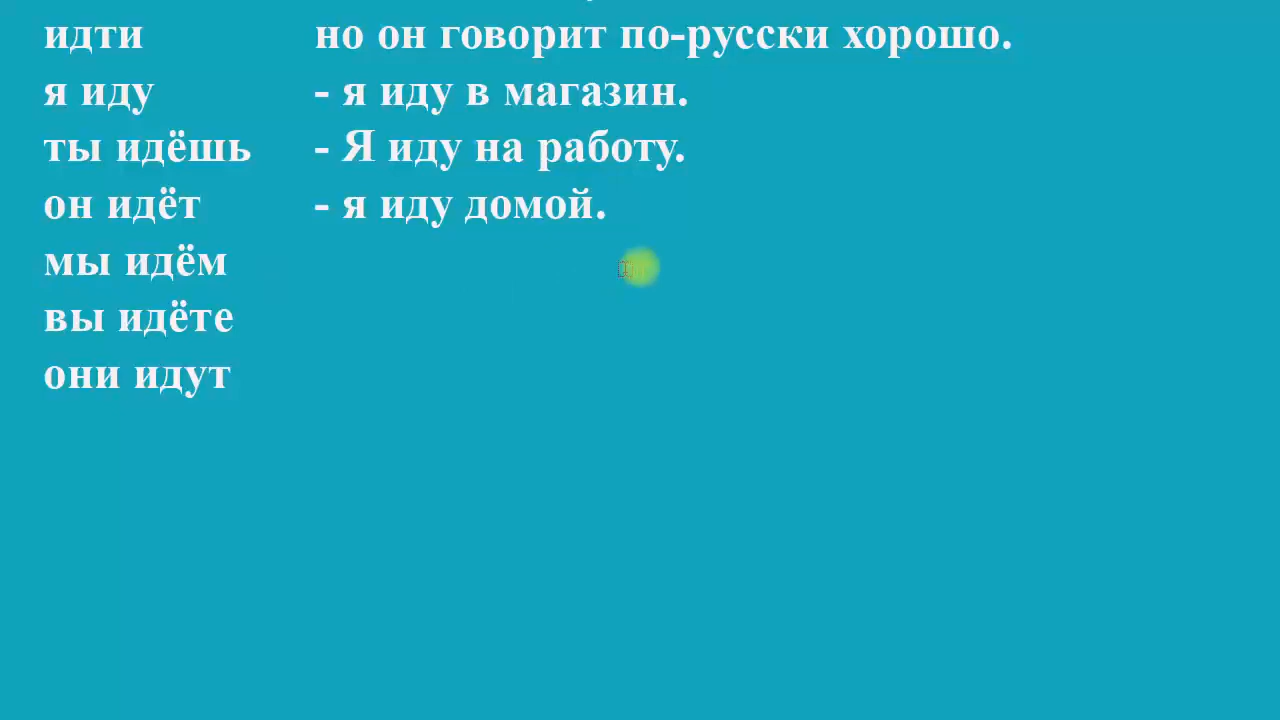 идти
я иду
ты идёшь
он идёт
мы идём
вы идёте
они идут
но он говорит по-русски хорошо.
- я иду в магазин.
- Я иду на работу.
- я иду домой.